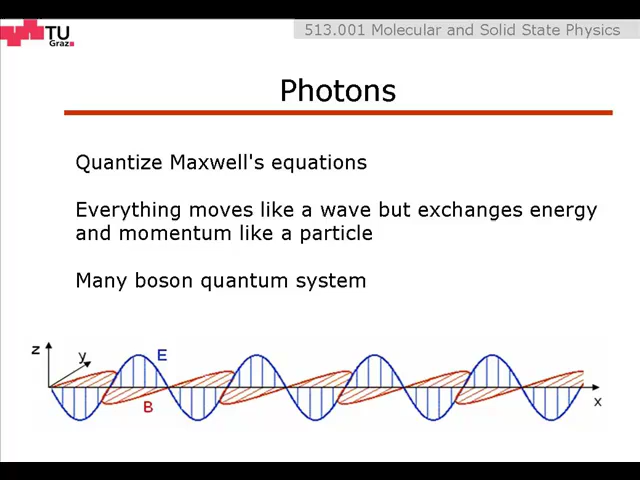 TU
Graz
513.001 Molecular and Solid State Physics
Photons
Quantize Maxwell's equations
Everything moves like a wave but exchanges energy
and momentum like a particle
Many boson quantum system
z
y
E
B
x